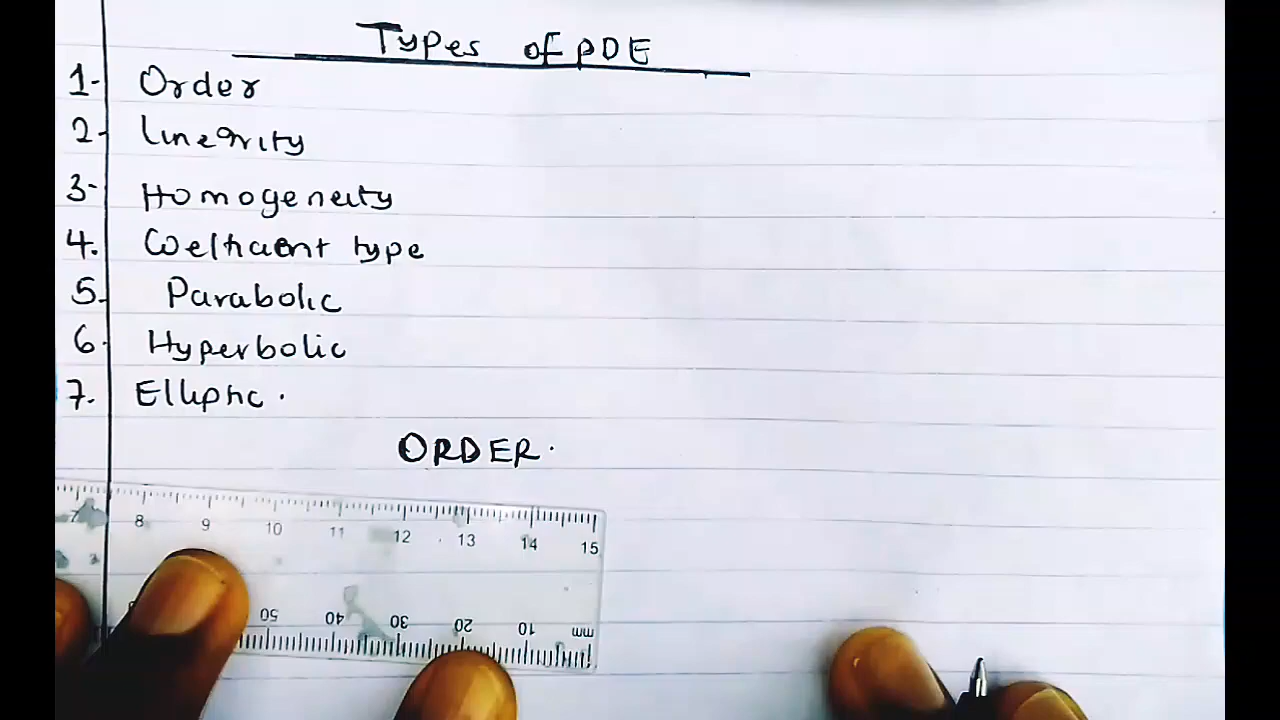 Types of PDE
1- Order
2- Linearity
3- Homogeneity
4. Coefficient type
5. Parabolic
6. Hyperbolic
7. Elliptic.
ORDER.
7 8 9 10 11 12 13 14 15
50 40 30 20 10 mm